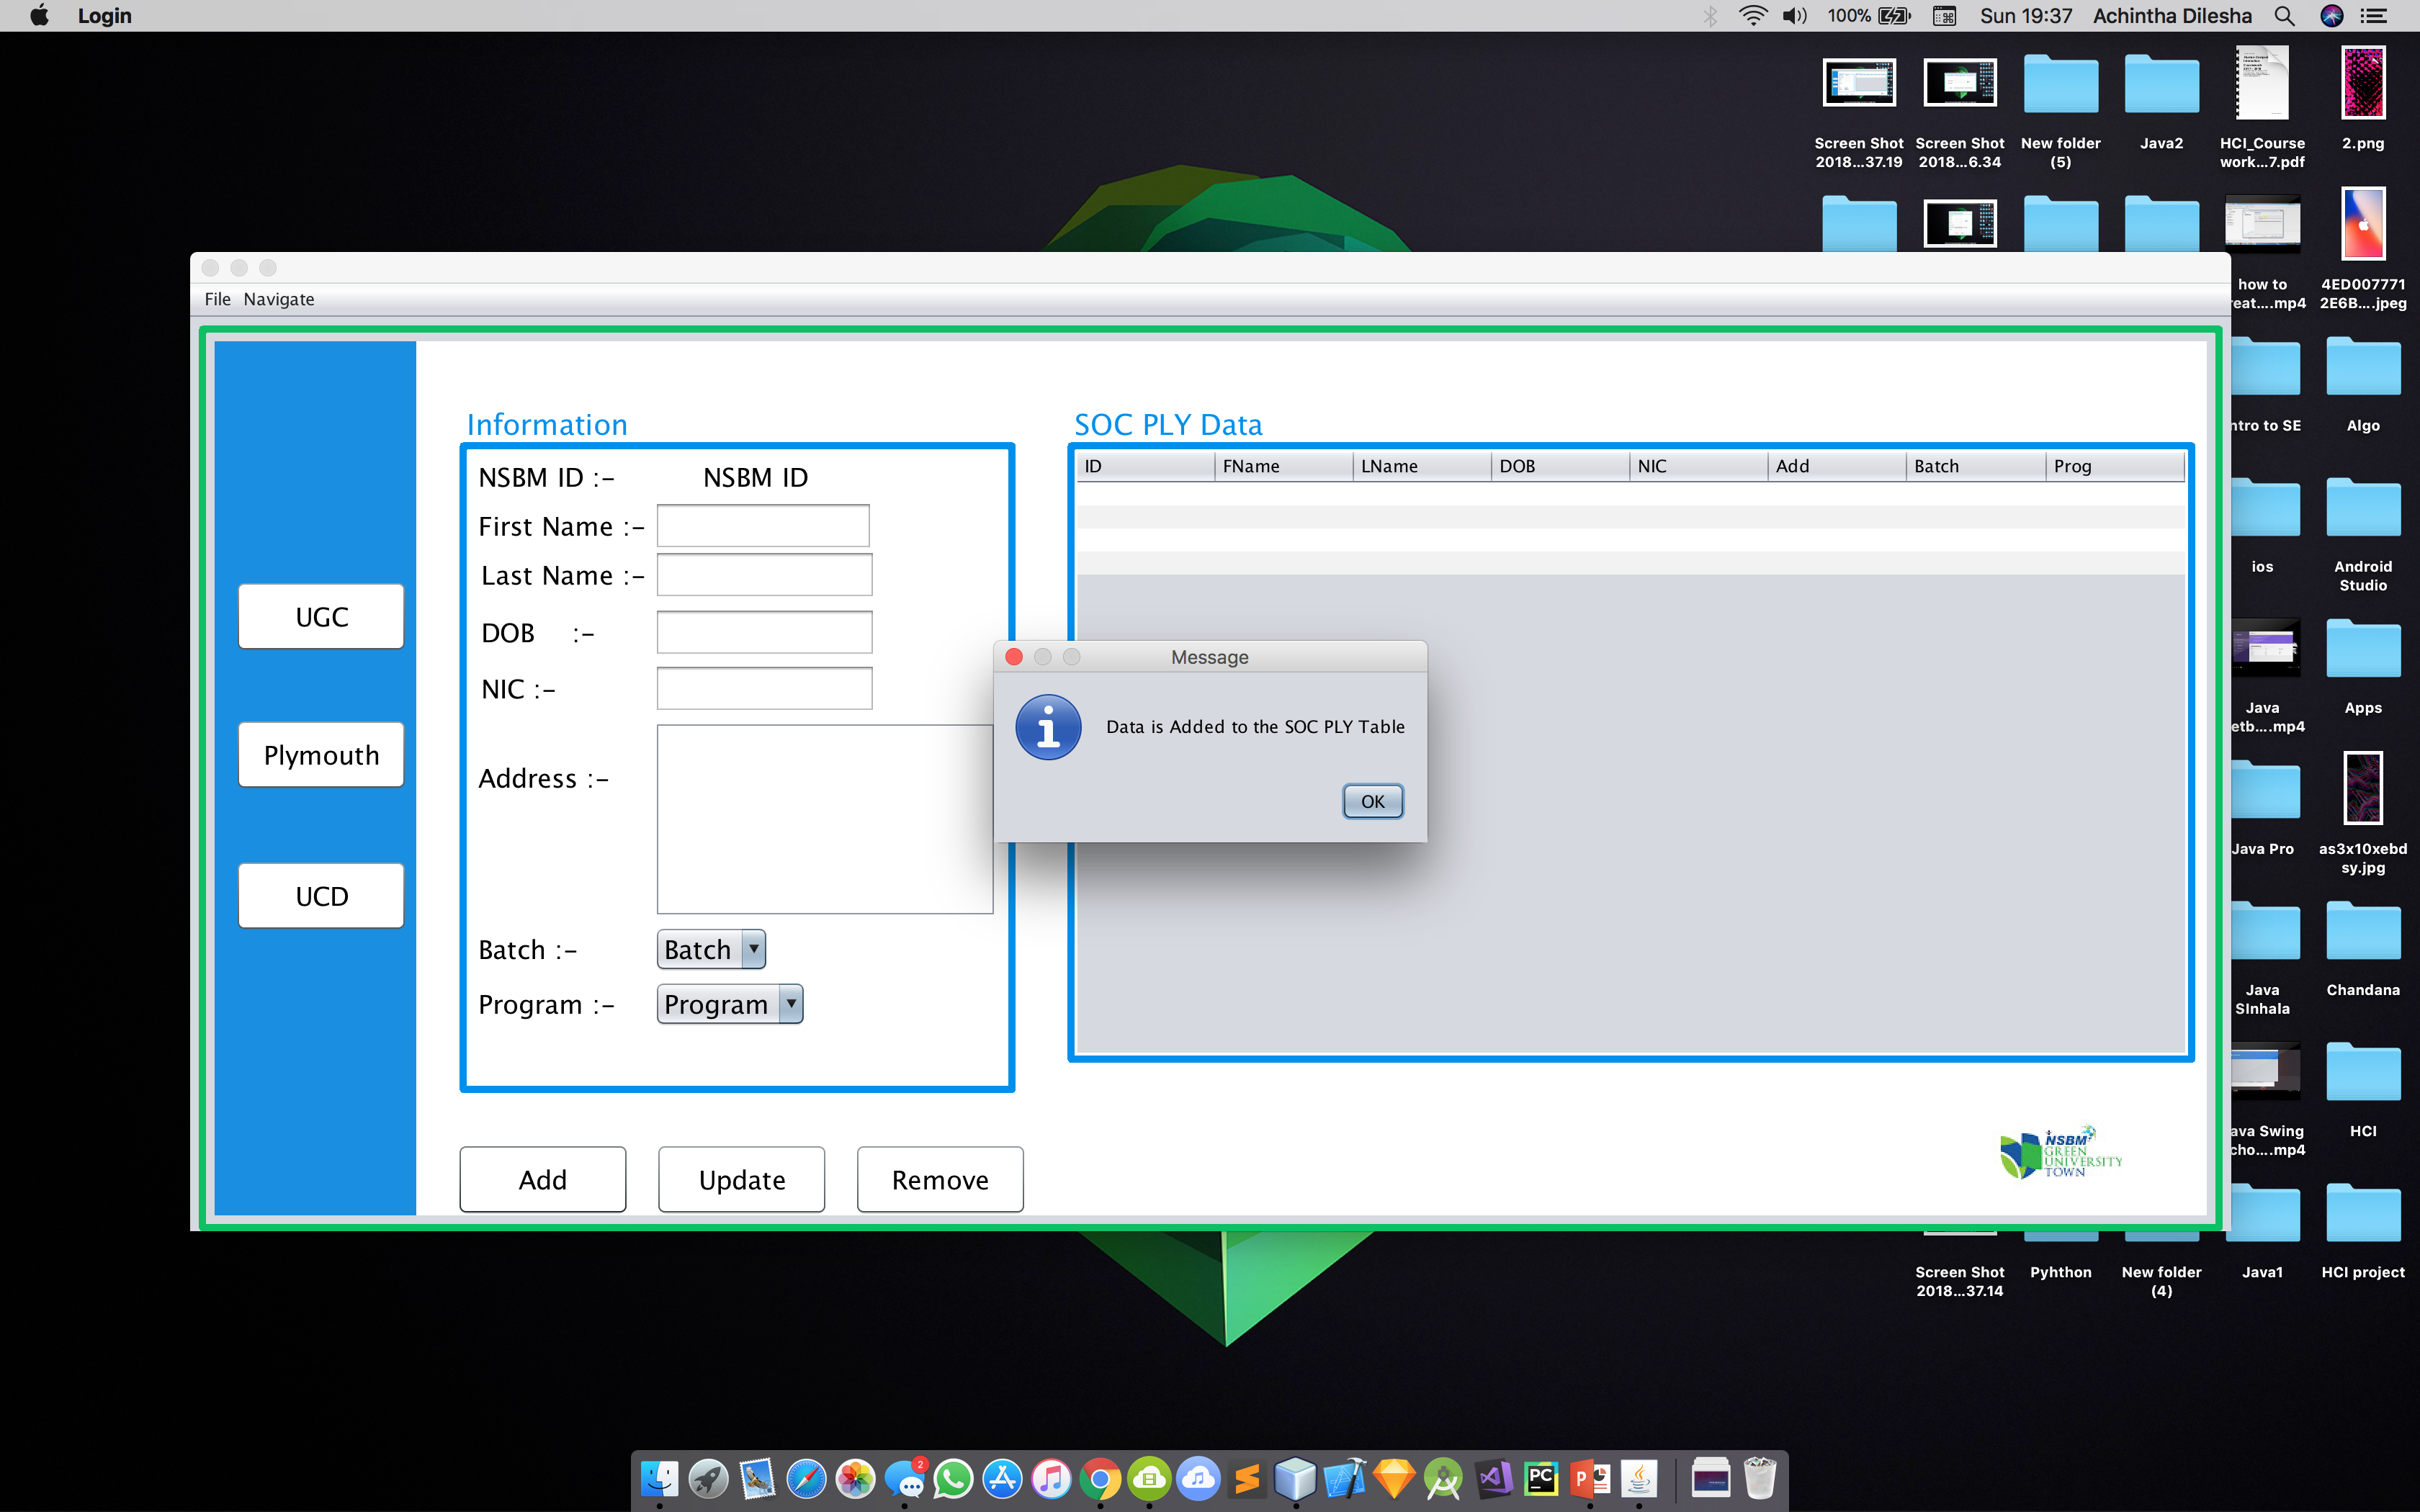 Login
100%
Sun 19:37
Achintha Dilesha
Screen Shot
2018...37.19
Screen Shot
2018...6.34
New folder
(5)
Java2
HCI_Course
work...7.pdf
2.png
File Navigate
how to
reat....mp4
4ED007771
2E6B....jpeg
Information
SOC PLY Data
NSBM ID :-
NSBM ID
ID
FName
LName
DOB
NIC
Add
Batch
Prog
First Name :-
Last Name :-
DOB :-
NIC :-
Address :-
Batch :-
Batch
Program :-
Program
UGC
Plymouth
UCD
Message
Data is Added to the SOC PLY Table
OK
Add
Update
Remove
NSBM
GREEN
UNIVERSITY
TOWN
ntro to SE
Algo
ios
Android
Studio
Java
etb....mp4
Apps
Java Pro
as3x10xebd
sy.jpg
Java
SInhala
Chandana
ava Swing
cho...mp4
HCI
Screen Shot
2018...37.14
Pyhthon
New folder
(4)
Java1
HCI project
2
PC
P